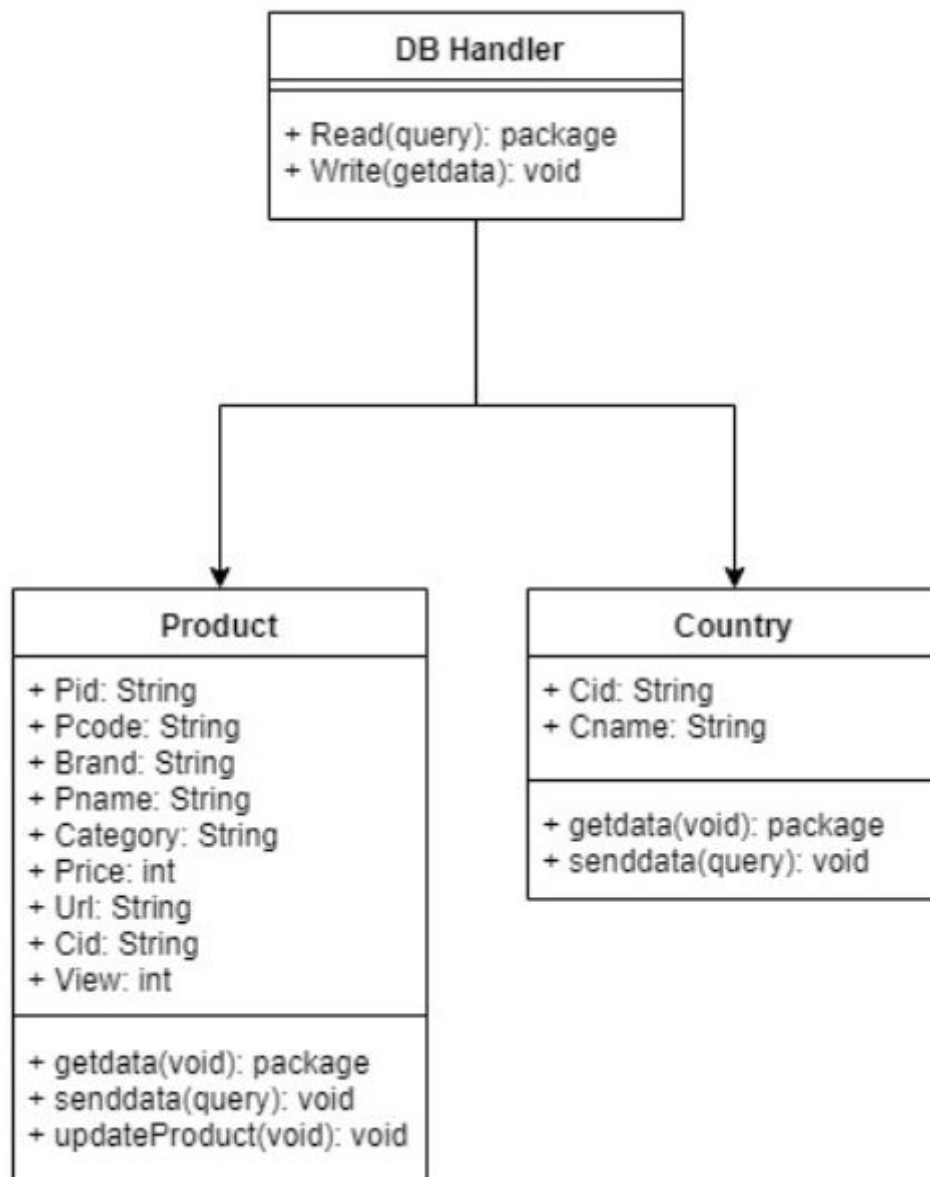 DB Handler
+ Read(query): package
+ Write(getdata): void
Product
+ Pid: String
+ Pcode: String
+ Brand: String
+ Pname: String
+ Category: String
+ Price: int
+ Url: String
+ Cid: String
+ View: int
+ getdata(void): package
+ senddata(query): void
+ updateProduct(void): void
Country
+ Cid: String
+ Cname: String
+ getdata(void): package
+ senddata(query): void